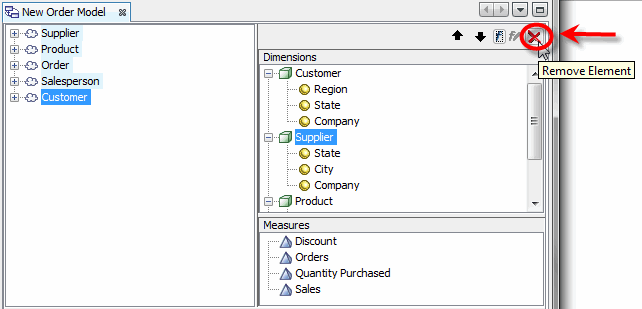 New Order Model
Supplier
Product
Order
Salesperson
Customer
Remove Element
Dimensions
Customer
Region
State
Company
Supplier
State
City
Company
Product
Measures
Discount
Orders
Quantity Purchased
Sales